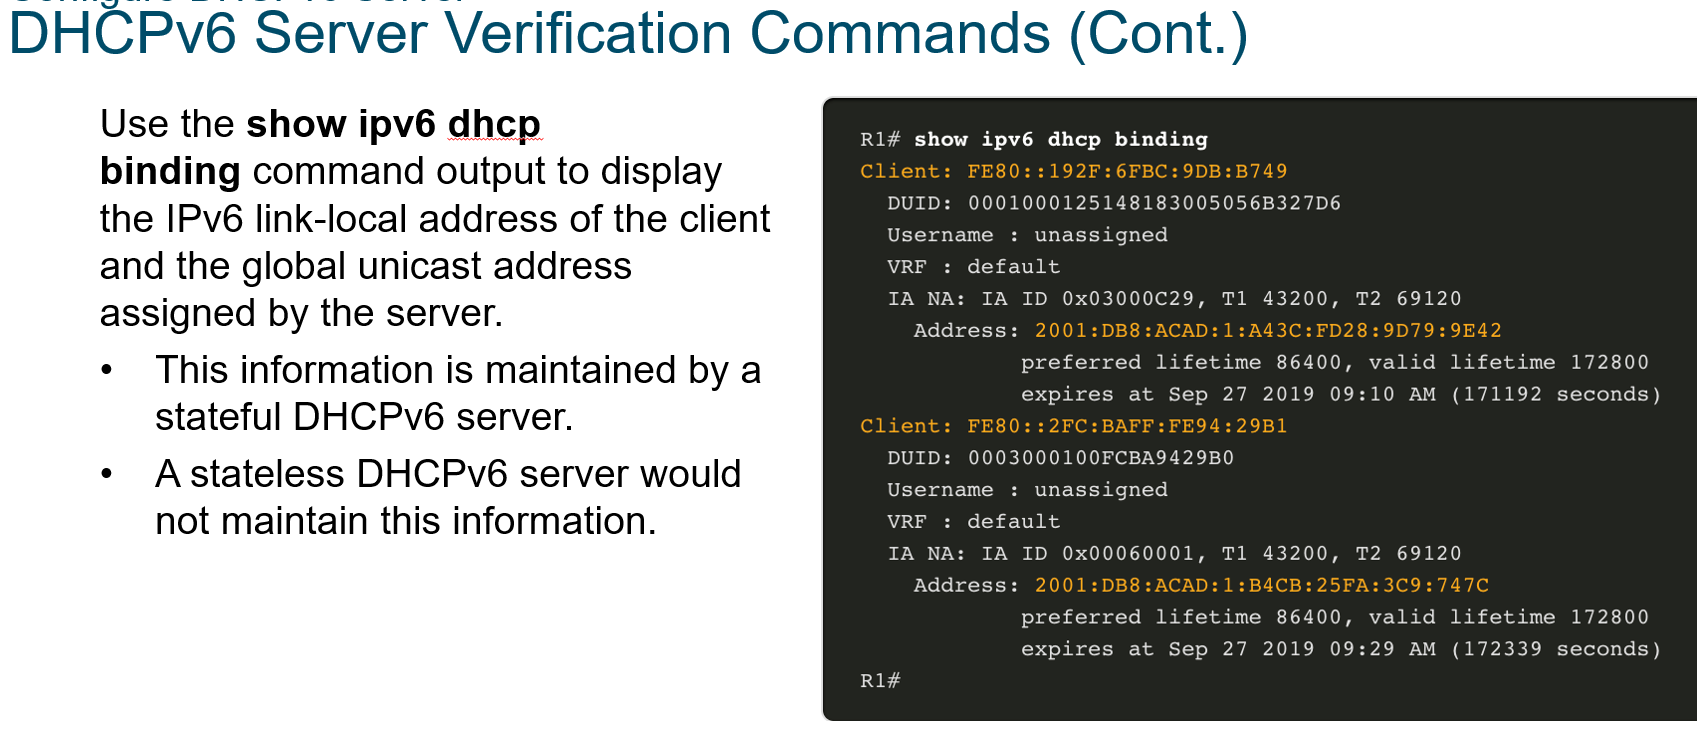 Configure DHCPv6 Server
DHCPv6 Server Verification Commands (Cont.)
Use the show ipv6 dhcp
binding command output to display
the IPv6 link-local address of the client
and the global unicast address
assigned by the server.
• This information is maintained by a
stateful DHCPv6 server.
• A stateless DHCPv6 server would
not maintain this information.
R1# show ipv6 dhcp binding
Client: FE80::192F:6FBC:9DB:B749
DUID: 0001000125148183005056B327D6
Username : unassigned
VRF : default
IA NA: IA ID 0x03000C29, T1 43200, T2 69120
Address: 2001:DB8:ACAD:1:A43C:FD28:9D79:9E42
preferred lifetime 86400, valid lifetime 172800
expires at Sep 27 2019 09:10 AM (171192 seconds)
Client: FE80::2FC:BAFF:FE94:29B1
DUID: 0003000100FCBA9429B0
Username : unassigned
VRF : default
IA NA: IA ID 0x00060001, T1 43200, T2 69120
Address: 2001:DB8:ACAD:1:B4CB:25FA:3C9:747C
preferred lifetime 86400, valid lifetime 172800
expires at Sep 27 2019 09:29 AM (172339 seconds)
R1#